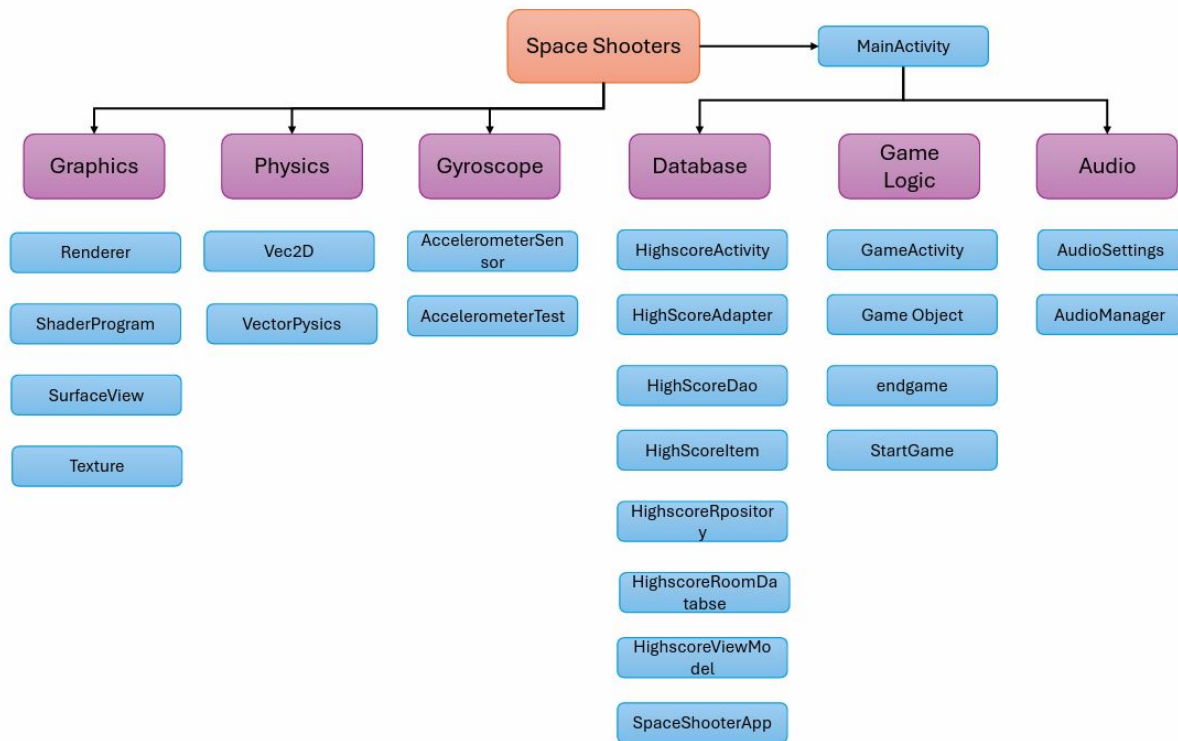 Space Shooters
MainActivity
Graphics
Physics
Gyroscope
Database
Game
Logic
Audio
Renderer
ShaderProgram
SurfaceView
Texture
Vec2D
VectorPysics
AccelerometerSen
sor
AccelerometerTest
HighscoreActivity
HighScoreAdapter
HighScoreDao
HighScoreItem
HighscoreRpositor
y
HighscoreRoomDa
tabse
HighscoreViewMo
del
SpaceShooterApp
GameActivity
Game Object
endgame
StartGame
AudioSettings
AudioManager